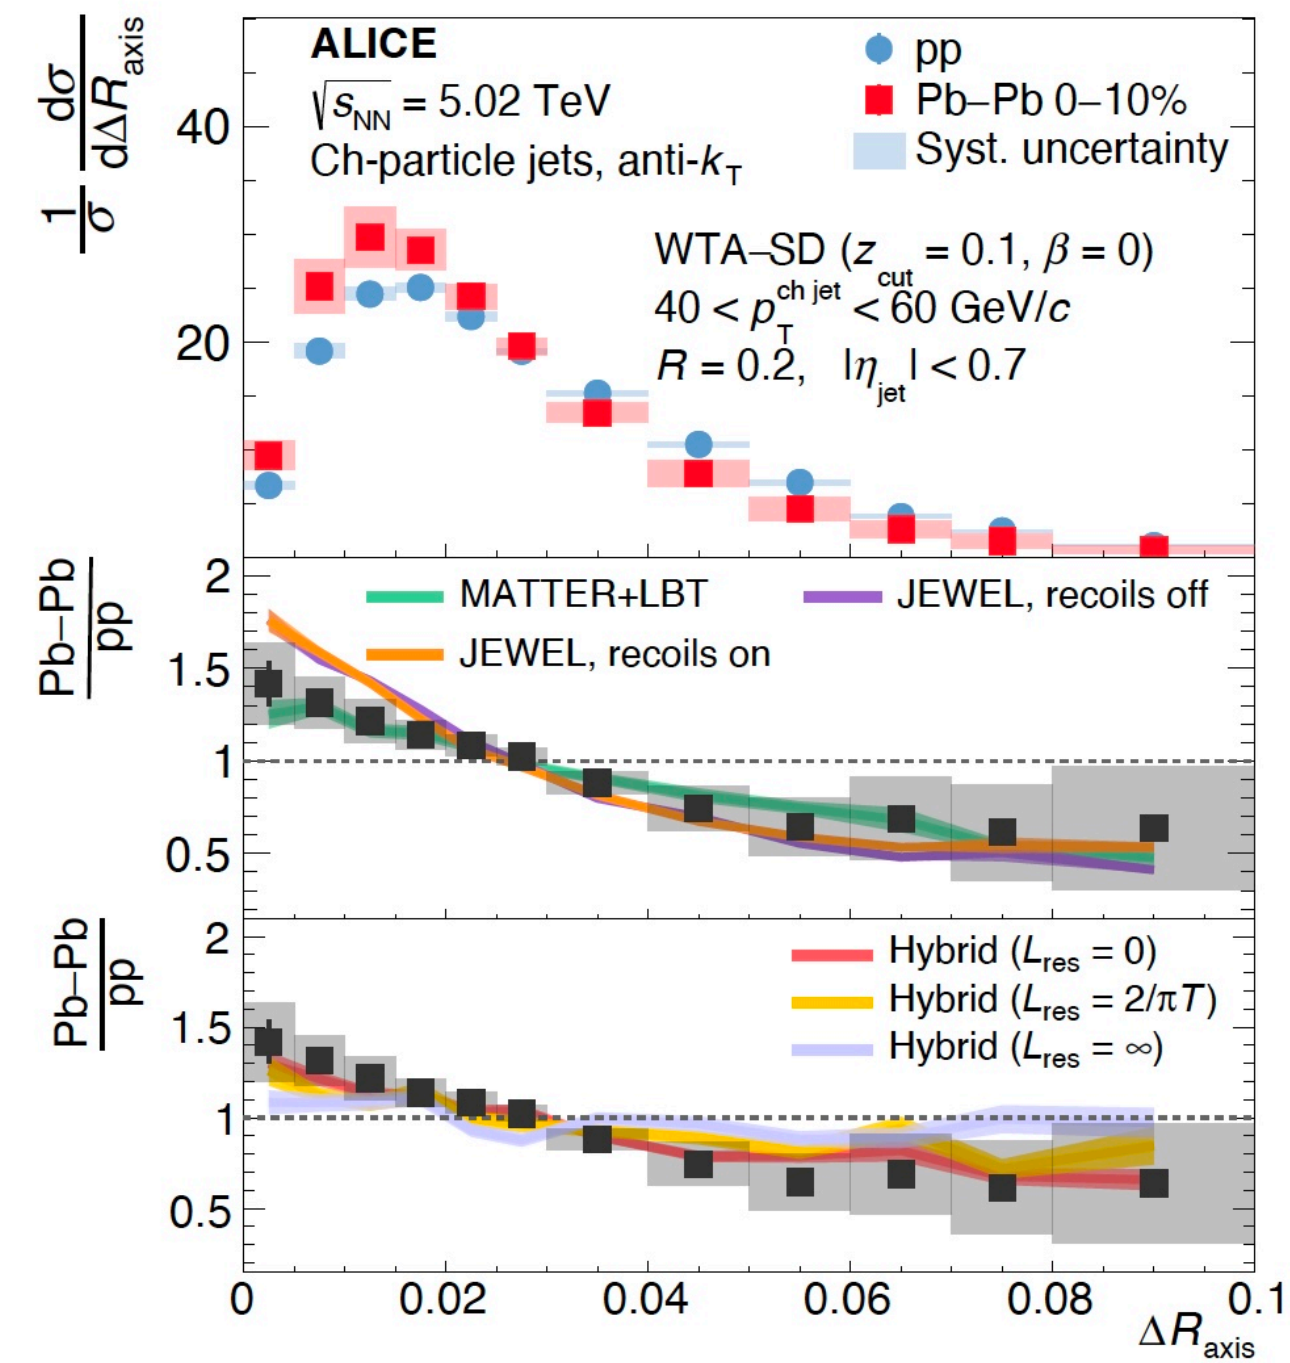 1/σ dσ/dΔR_axis
ALICE
√s_NN = 5.02 TeV
Ch-particle jets, anti-k_T
pp
Pb–Pb 0–10%
Syst. uncertainty
WTA–SD (z_cut = 0.1, β = 0)
40 < p_T^ch jet < 60 GeV/c
R = 0.2, |η_jet| < 0.7
40
20
Pb–Pb/pp
MATTER+LBT
JEWEL, recoils off
JEWEL, recoils on
2
1.5
1
0.5
Pb–Pb/pp
Hybrid (L_res = 0)
Hybrid (L_res = 2/πT)
Hybrid (L_res = ∞)
2
1.5
1
0.5
0 0.02 0.04 0.06 0.08 0.1
ΔR_axis